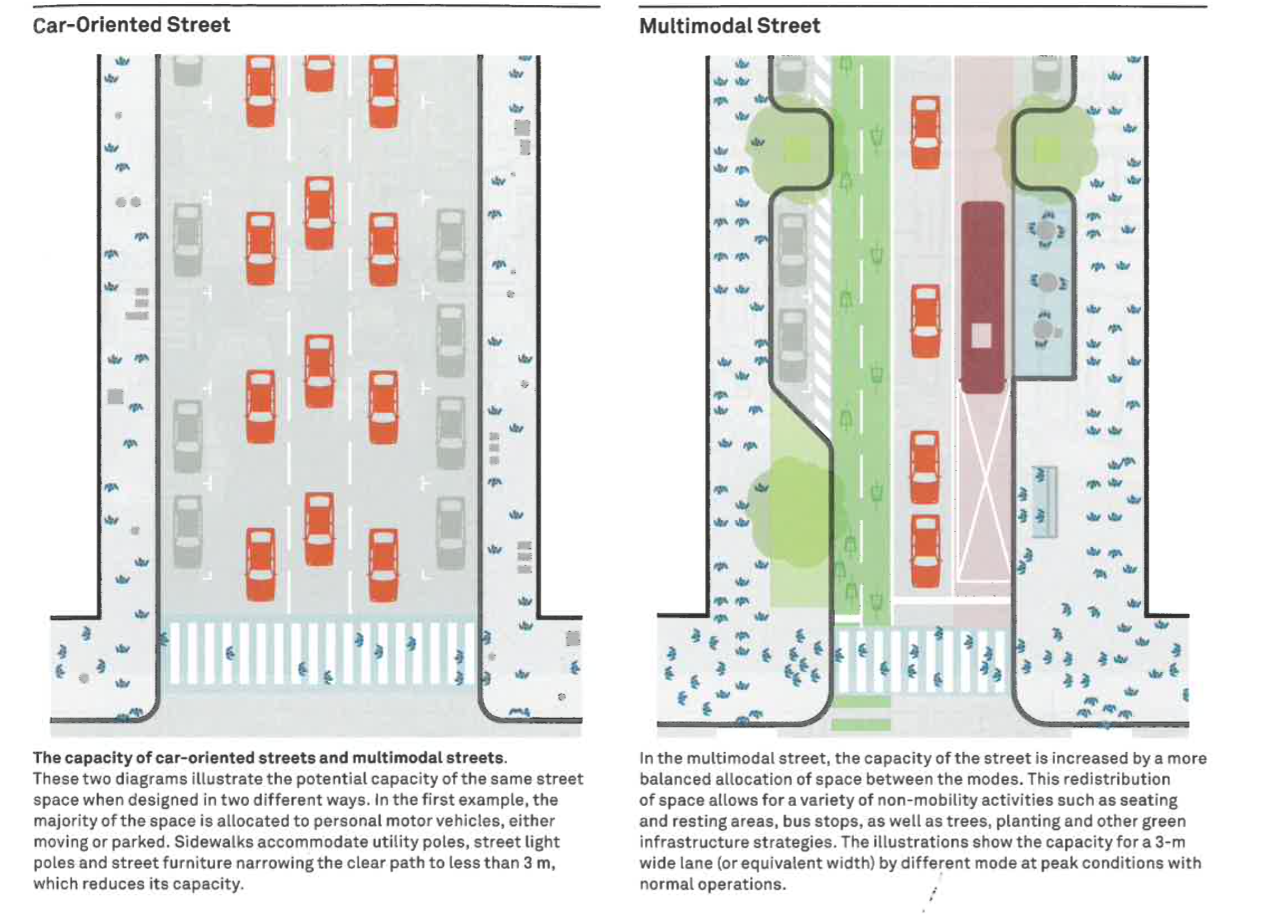 Car-Oriented Street
Multimodal Street
The capacity of car-oriented streets and multimodal streets.
These two diagrams illustrate the potential capacity of the same street
space when designed in two different ways. In the first example, the
majority of the space is allocated to personal motor vehicles, either
moving or parked. Sidewalks accommodate utility poles, street light
poles and street furniture narrowing the clear path to less than 3 m,
which reduces its capacity.
In the multimodal street, the capacity of the street is increased by a more
balanced allocation of space between the modes. This redistribution
of space allows for a variety of non-mobility activities such as seating
and resting areas, bus stops, as well as trees, planting and other green
infrastructure strategies. The illustrations show the capacity for a 3-m
wide lane (or equivalent width) by different mode at peak conditions with
normal operations.